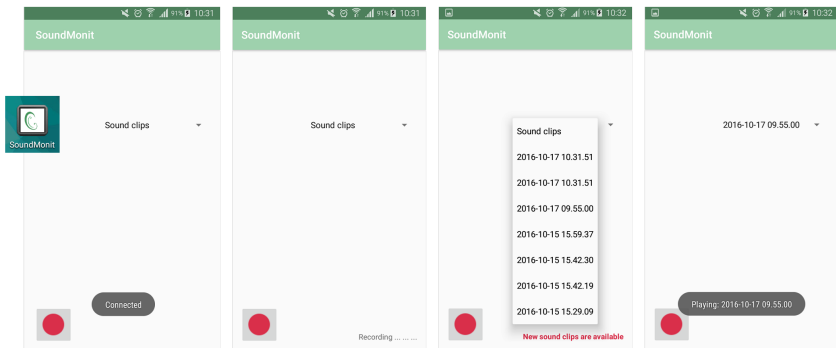 91% 10:31
SoundMonit
Sound clips
SoundMonit
Connected
91% 10:31
SoundMonit
Sound clips
Recording ... ... ...
91% 10:32
SoundMonit
Sound clips
2016-10-17 10.31.51
2016-10-17 10.31.51
2016-10-17 09.55.00
2016-10-15 15.59.37
2016-10-15 15.42.30
2016-10-15 15.42.19
2016-10-15 15.29.09
New sound clips are available
91% 10:32
SoundMonit
2016-10-17 09.55.00
Playing: 2016-10-17 09.55.00